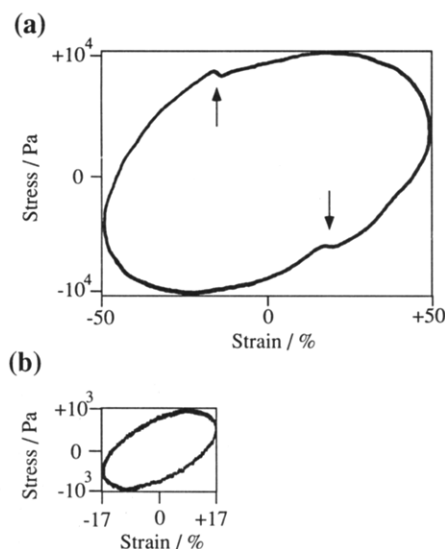 (a)
+10⁴
Stress / Pa
0
-10⁴
-50
0
+50
Strain / %
(b)
+10³
Stress / Pa
0
-10³
-17
0
+17
Strain / %